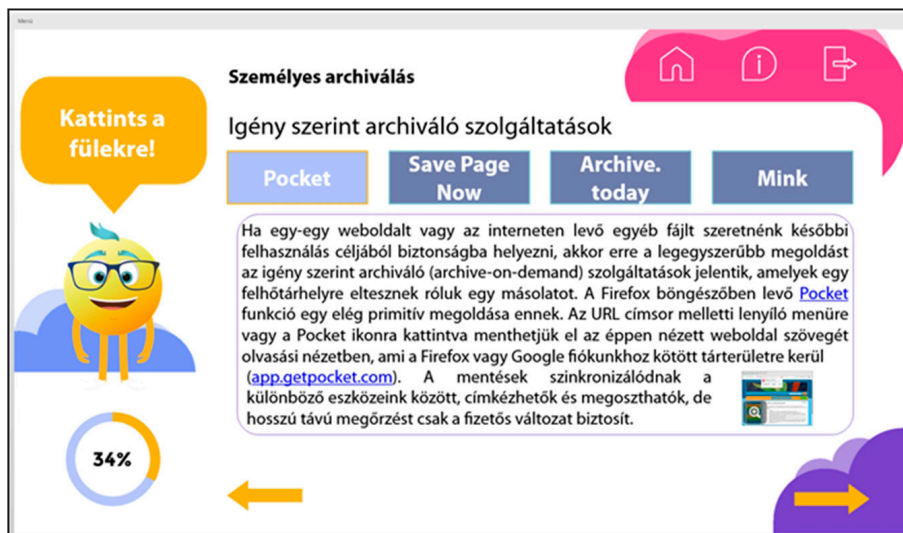 Menü
Személyes archiválás
Kattints a
fülekre!
Igény szerint archiváló szolgáltatások
Pocket
Save Page
Now
Archive.
today
Mink
Ha egy-egy weboldalt vagy az interneten levő egyéb fájlt szeretnénk későbbi
felhasználás céljából biztonságba helyezni, akkor erre a legegyszerűbb megoldást
az igény szerint archiváló (archive-on-demand) szolgáltatások jelentik, amelyek egy
felhőtárhelyre eltesznek róluk egy másolatot. A Firefox böngészőben levő Pocket
funkció egy elég primitív megoldása ennek. Az URL címsor melletti lenyíló menüre
vagy a Pocket ikonra kattintva menthetjük el az éppen nézett weboldal szövegét
olvasási nézetben, ami a Firefox vagy Google fiókunkhoz kötött tárterületre kerül
(app.getpocket.com). A mentések szinkronizálódnak a
különböző eszközeink között, címkézhetők és megoszthatók, de
hosszú távú megőrzést csak a fizetős változat biztosít.
34%